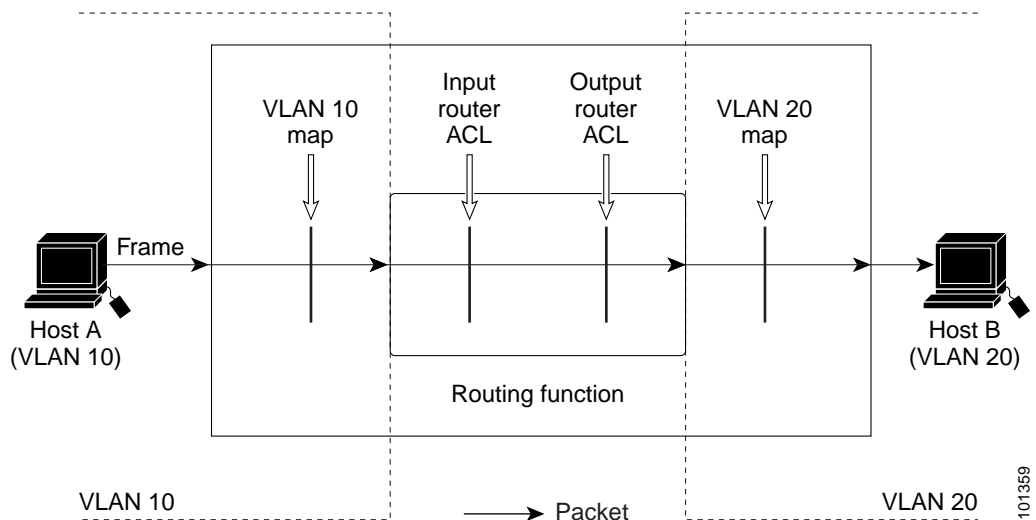 VLAN 10
map
Input
router
ACL
Output
router
ACL
VLAN 20
map
Frame
Host A
(VLAN 10)
Host B
(VLAN 20)
Routing function
VLAN 10
Packet
VLAN 20
101359